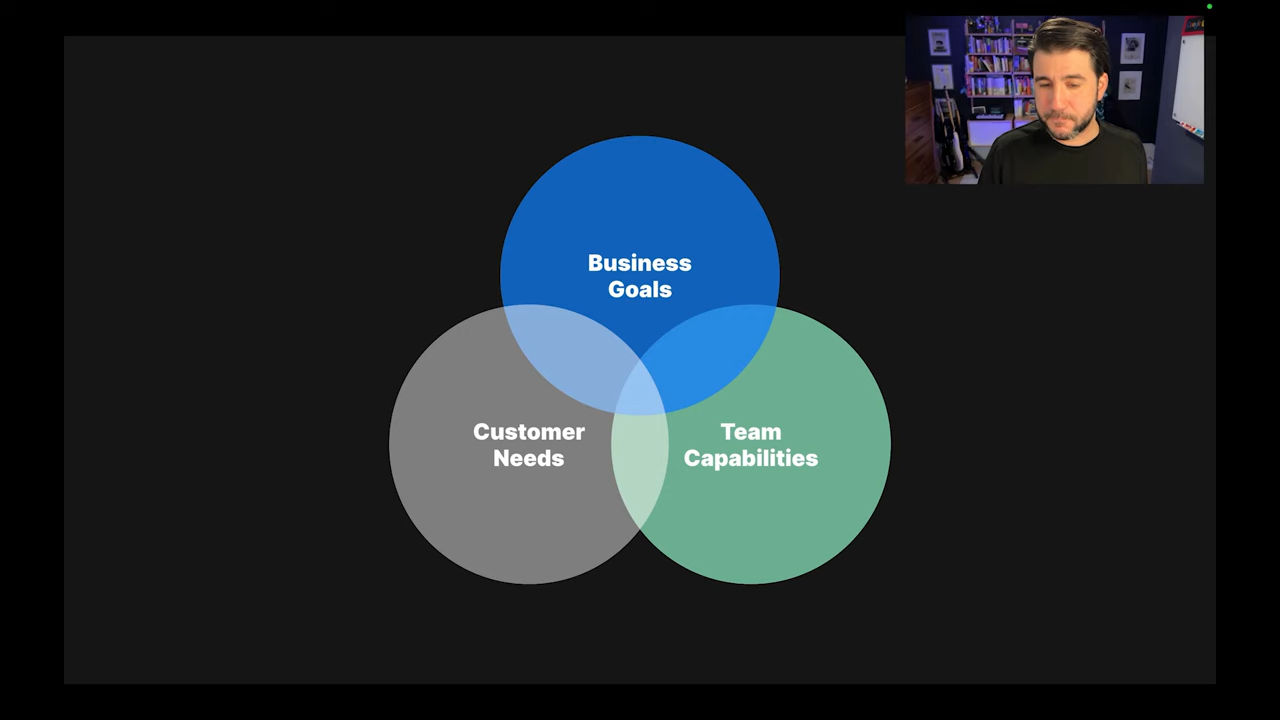 Business
Goals
Customer
Needs
Team
Capabilities